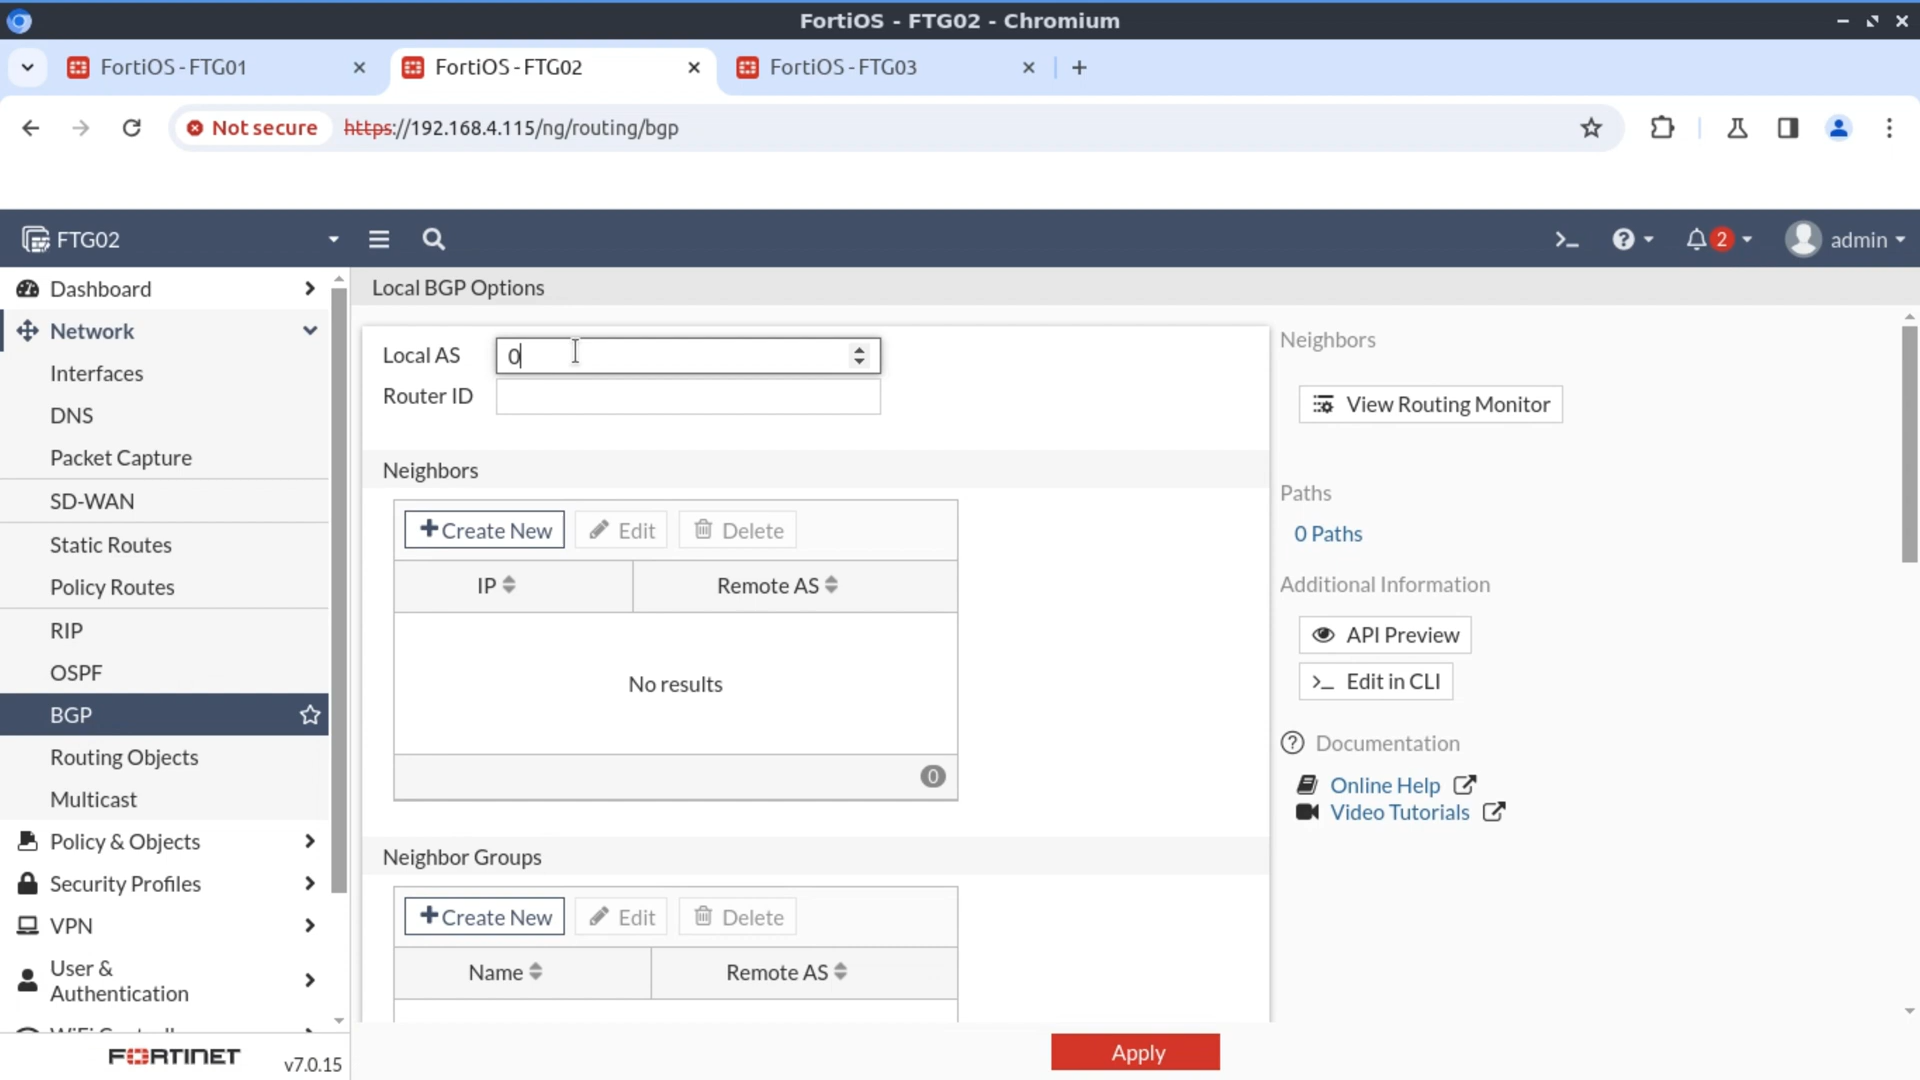 FortiOS - FTG02 - Chromium
FortiOS - FTG01
FortiOS - FTG02
FortiOS - FTG03
Not secure
https://192.168.4.115/ng/routing/bgp
FTG02
2
admin
Dashboard
Network
Interfaces
DNS
Packet Capture
SD-WAN
Static Routes
Policy Routes
RIP
OSPF
BGP
Routing Objects
Multicast
Policy & Objects
Security Profiles
VPN
User &
Authentication
FORTINET
v7.0.15
Local BGP Options
Local AS
0
Router ID
Neighbors
Create New
Edit
Delete
IP
Remote AS
No results
0
Neighbor Groups
Create New
Edit
Delete
Name
Remote AS
Apply
Neighbors
View Routing Monitor
Paths
0 Paths
Additional Information
API Preview
>_ Edit in CLI
Documentation
Online Help
Video Tutorials